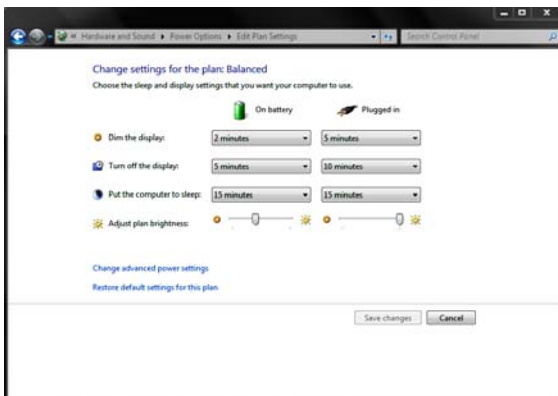 « Hardware and Sound ▸ Power Options ▸ Edit Plan Settings
Search Control Panel
Change settings for the plan: Balanced
Choose the sleep and display settings that you want your computer to use.
On battery Plugged in
Dim the display: 2 minutes 5 minutes
Turn off the display: 5 minutes 10 minutes
Put the computer to sleep: 15 minutes 15 minutes
Adjust plan brightness:
Change advanced power settings
Restore default settings for this plan
Save changes Cancel